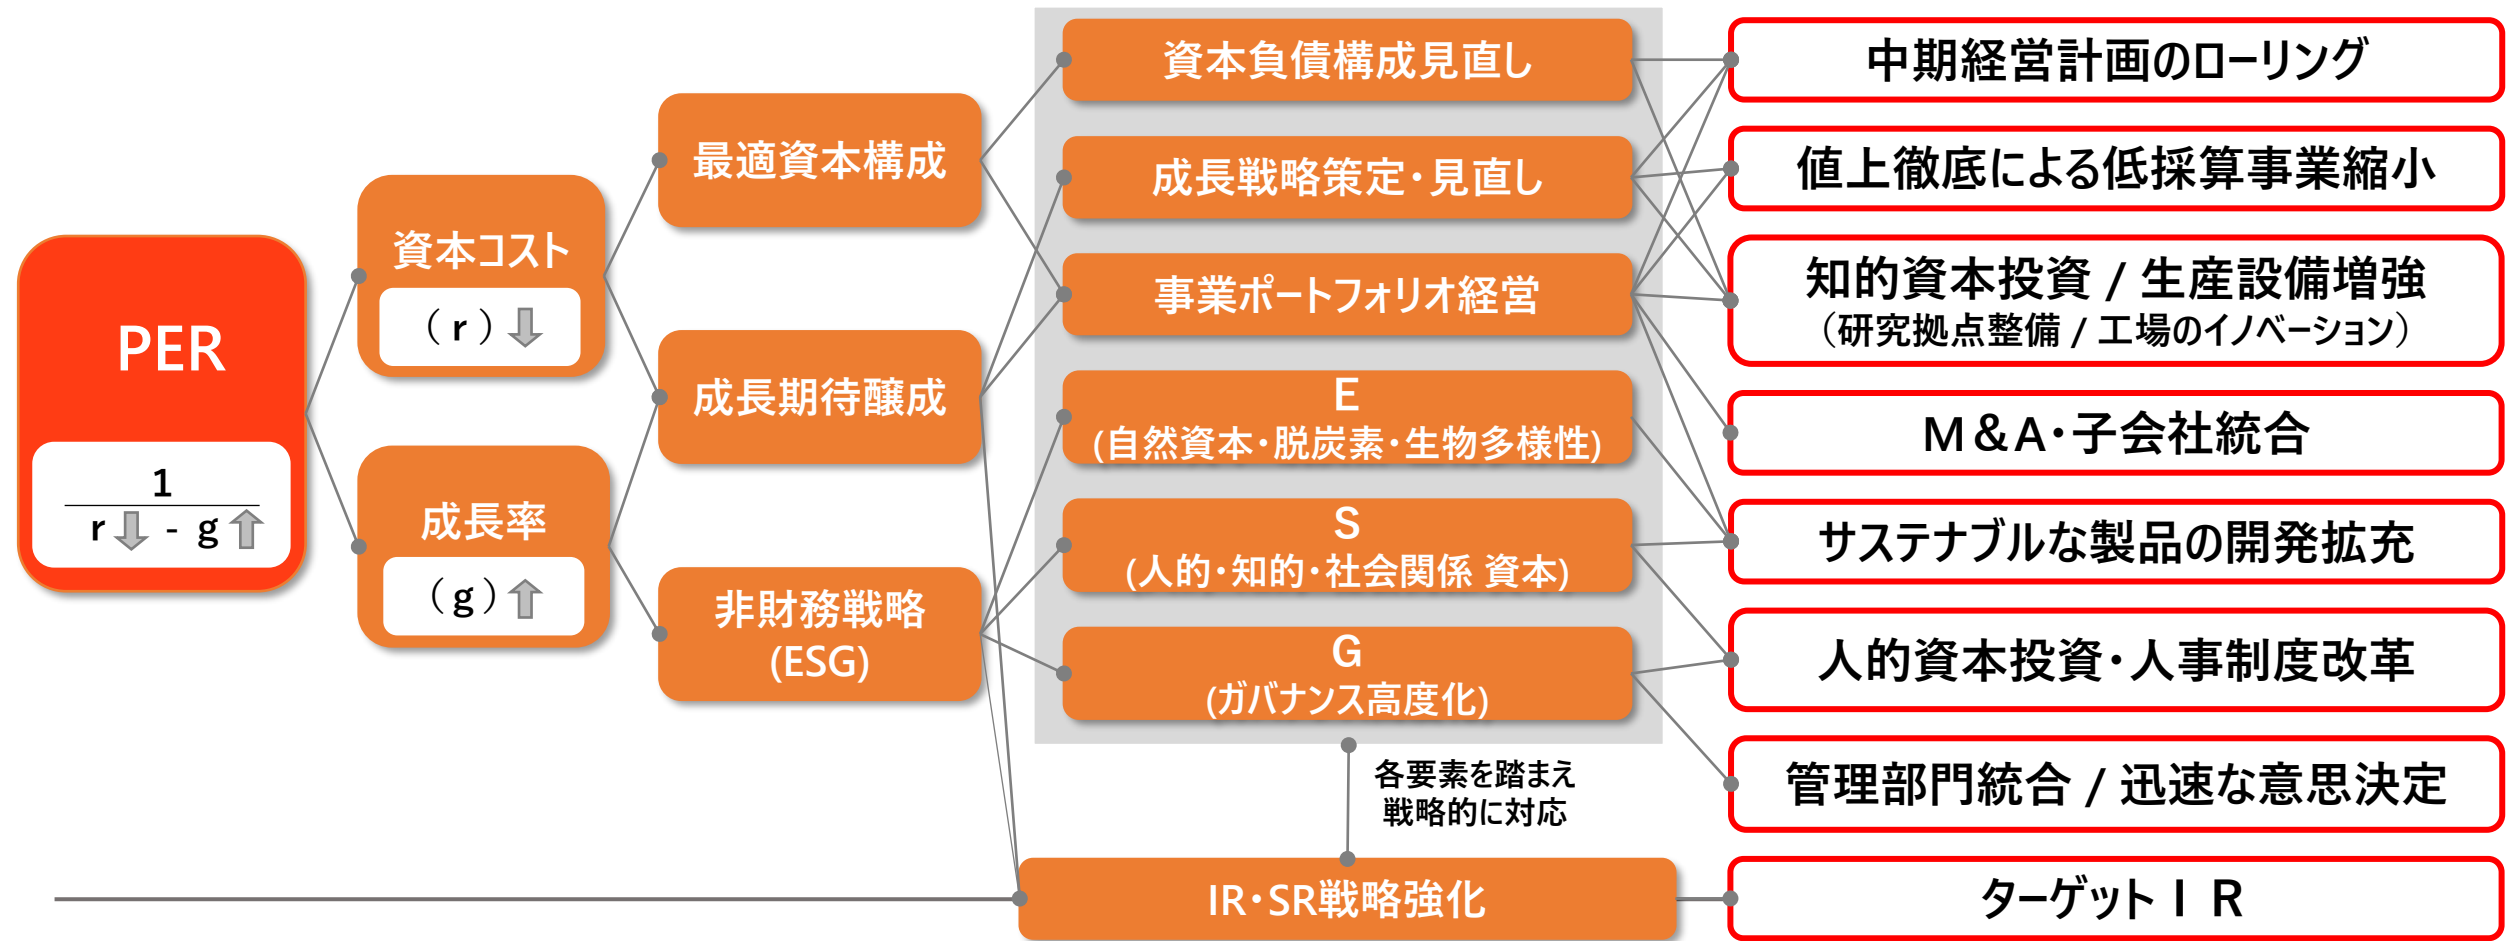 PER
1
r - g
資本コスト
（ r ）
成長率
（ g ）
最適資本構成
成長期待醸成
非財務戦略
(ESG)
資本負債構成見直し
成長戦略策定・見直し
事業ポートフォリオ経営
E
(自然資本・脱炭素・生物多様性)
S
(人的・知的・社会関係 資本)
G
(ガバナンス高度化)
各要素を踏まえ
戦略的に対応
IR・SR戦略強化
中期経営計画のローリング
値上徹底による低採算事業縮小
知的資本投資 / 生産設備増強
（研究拠点整備 / 工場のイノベーション）
Ｍ＆Ａ・子会社統合
サステナブルな製品の開発拡充
人的資本投資・人事制度改革
管理部門統合 / 迅速な意思決定
ターゲットＩＲ